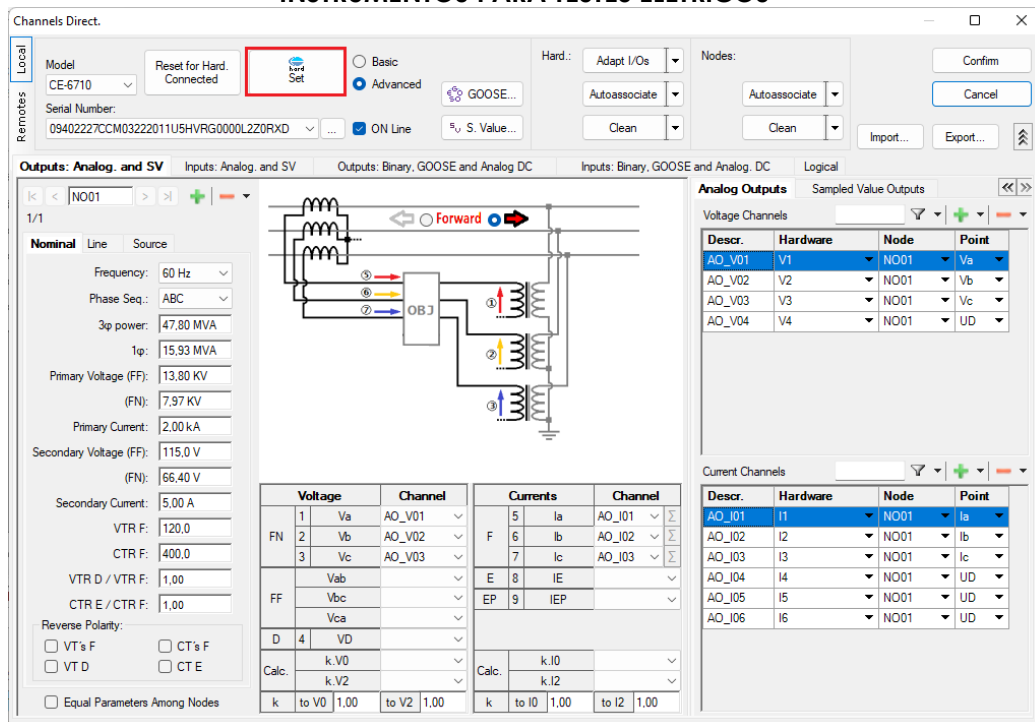 INSTRUMENTOS PARA TESTES ELÉTRICOS
Channels Direct.
Local
Remotes
Model
CE-6710
Reset for Hard. Connected
hard
Set
Basic
Advanced
Serial Number:
09402227CCM03222011U5HVRG0000L2Z0RXD
...
ON Line
GOOSE...
S. Value...
Hard.:
Adapt I/Os
Autoassociate
Clean
Nodes:
Autoassociate
Clean
Confirm
Cancel
Import...
Export...
Outputs: Analog. and SV
Inputs: Analog. and SV
Outputs: Binary, GOOSE and Analog DC
Inputs: Binary, GOOSE and Analog. DC
Logical
NO01
1/1
Nominal
Line
Source
Frequency: 60 Hz
Phase Seq.: ABC
3φ power: 47,80 MVA
1φ: 15,93 MVA
Primary Voltage (FF): 13,80 KV
(FN): 7,97 KV
Primary Current: 2,00 kA
Secondary Voltage (FF): 115,0 V
(FN): 66,40 V
Secondary Current: 5,00 A
VTR F: 120,0
CTR F: 400,0
VTR D / VTR F: 1,00
CTR E / CTR F: 1,00
Reverse Polarity:
VT's F
CT's F
VT D
CT E
Equal Parameters Among Nodes
Forward
⑤
⑥
⑦
OBJ
①
②
③
Voltage Channel
FN
1 Va AO_V01
2 Vb AO_V02
3 Vc AO_V03
FF
Vab
Vbc
Vca
D 4 VD
Calc.
k.V0
k.V2
k to V0 1,00 to V2 1,00
Currents Channel
F
5 Ia AO_I01 Σ
6 Ib AO_I02 Σ
7 Ic AO_I03 Σ
E 8 IE
EP 9 IEP
Calc.
k.I0
k.I2
k to I0 1,00 to I2 1,00
Analog Outputs
Sampled Value Outputs
Voltage Channels
Descr. Hardware Node Point
AO_V01 V1 NO01 Va
AO_V02 V2 NO01 Vb
AO_V03 V3 NO01 Vc
AO_V04 V4 NO01 UD
Current Channels
Descr. Hardware Node Point
AO_I01 I1 NO01 Ia
AO_I02 I2 NO01 Ib
AO_I03 I3 NO01 Ic
AO_I04 I4 NO01 UD
AO_I05 I5 NO01 UD
AO_I06 I6 NO01 UD